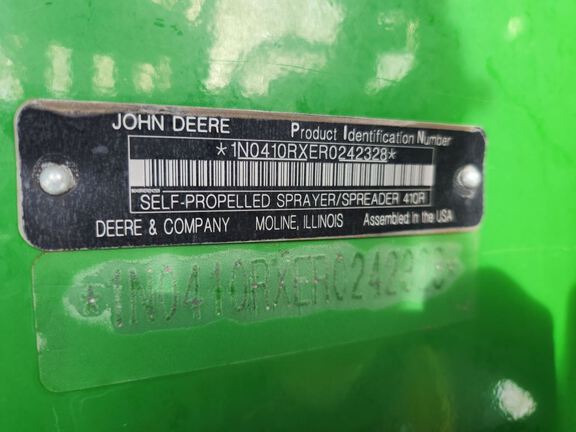 JOHN DEERE Product Identification Number
*1N0410RXER0242328*
SELF-PROPELLED SPRAYER/SPREADER 410R
DEERE & COMPANY MOLINE, ILLINOIS Assembled in the USA
*1N0410RXER0242328*